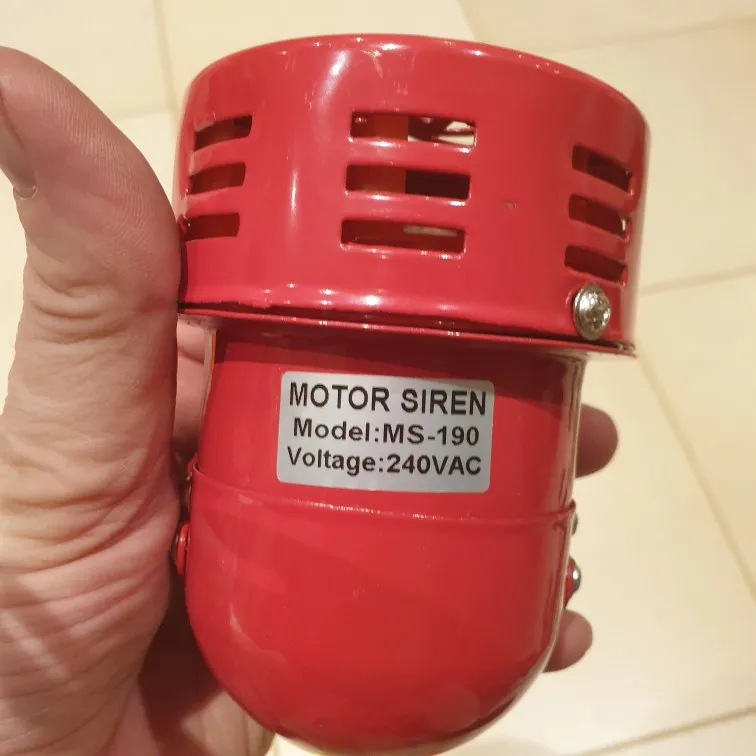 MOTOR SIREN
Model:MS-190
Voltage:240VAC